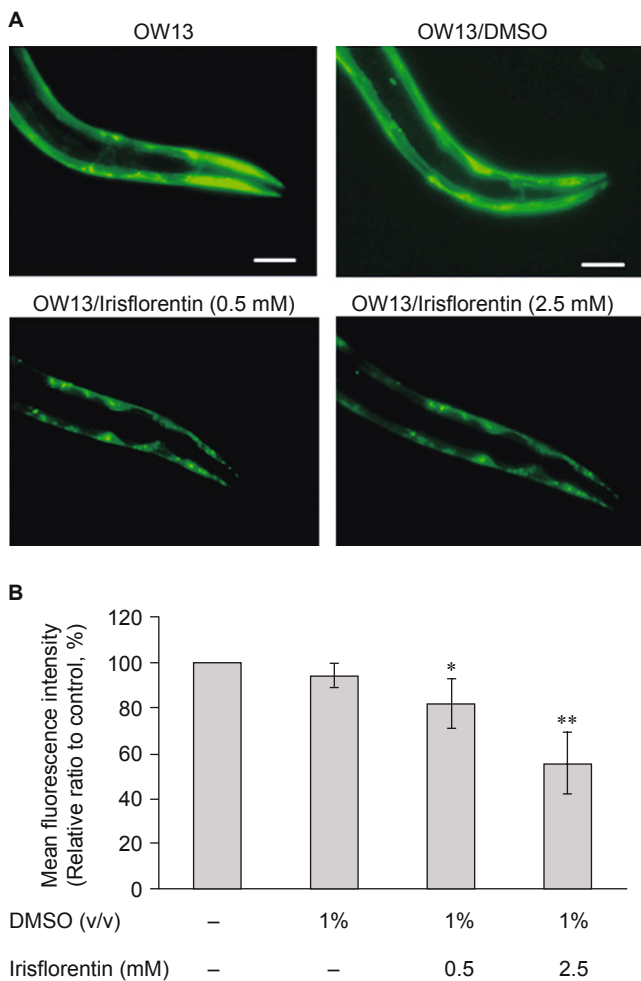 A
OW13
OW13/DMSO
OW13/Irisflorentin (0.5 mM)
OW13/Irisflorentin (2.5 mM)
B
Mean fluorescence intensity
(Relative ratio to control, %)
120
100
80
60
40
20
0
*
**
DMSO (v/v) – 1% 1% 1%
Irisflorentin (mM) – – 0.5 2.5